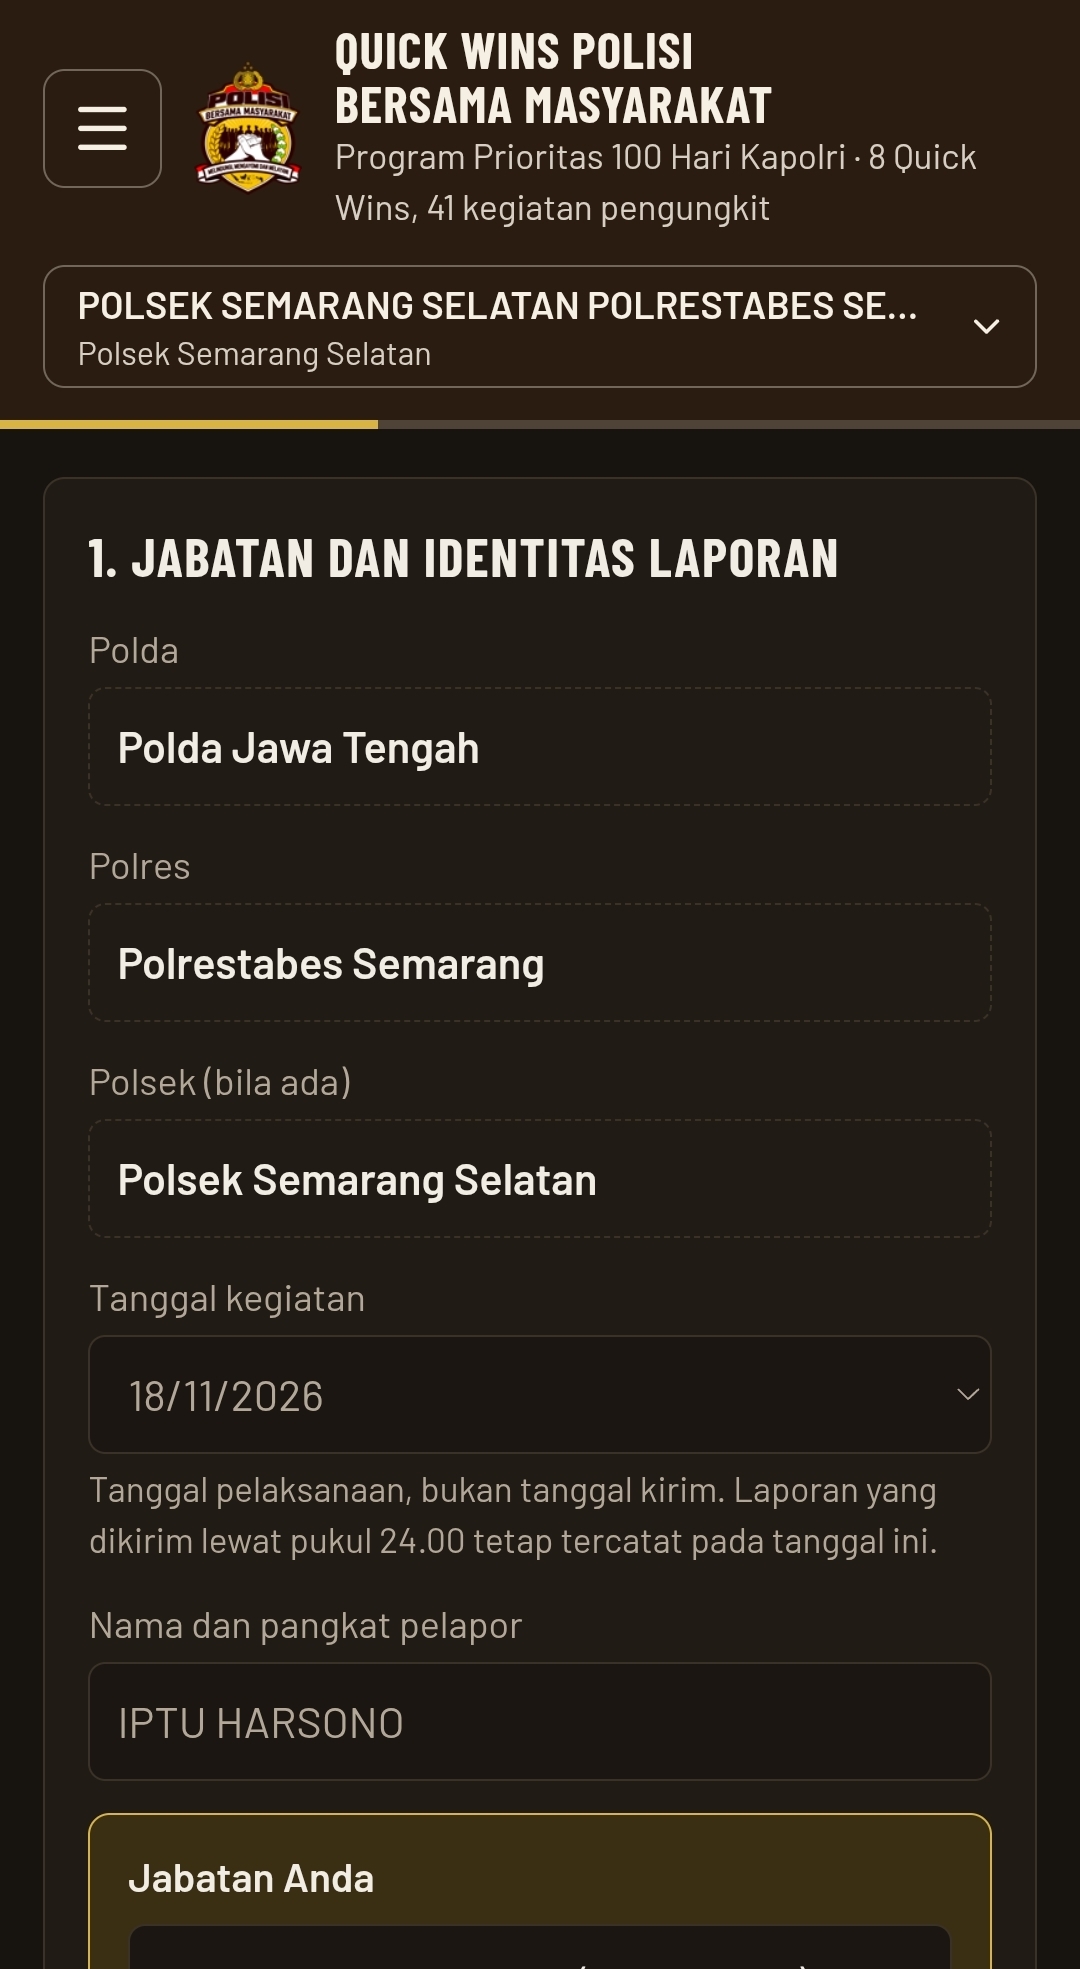 QUICK WINS POLISI
BERSAMA MASYARAKAT
Program Prioritas 100 Hari Kapolri · 8 Quick
Wins, 41 kegiatan pengungkit
POLISI
BERSAMA MASYARAKAT
POLSEK SEMARANG SELATAN POLRESTABES SE...
Polsek Semarang Selatan
1. JABATAN DAN IDENTITAS LAPORAN
Polda
Polda Jawa Tengah
Polres
Polrestabes Semarang
Polsek (bila ada)
Polsek Semarang Selatan
Tanggal kegiatan
18/11/2026
Tanggal pelaksanaan, bukan tanggal kirim. Laporan yang
dikirim lewat pukul 24.00 tetap tercatat pada tanggal ini.
Nama dan pangkat pelapor
IPTU HARSONO
Jabatan Anda